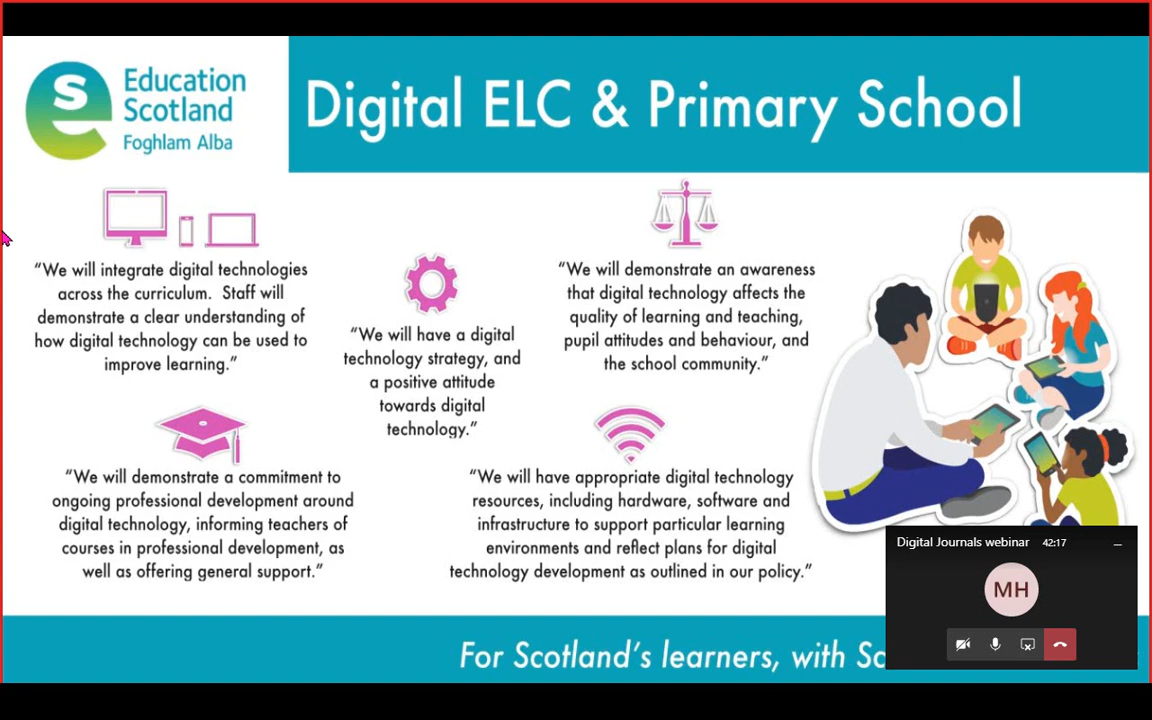 Education
Scotland
Foghlam Alba
Digital ELC & Primary School
“We will integrate digital technologies
across the curriculum. Staff will
demonstrate a clear understanding of
how digital technology can be used to
improve learning.”
“We will have a digital
technology strategy, and
a positive attitude
towards digital
technology.”
“We will demonstrate an awareness
that digital technology affects the
quality of learning and teaching,
pupil attitudes and behaviour, and
the school community.”
“We will demonstrate a commitment to
ongoing professional development around
digital technology, informing teachers of
courses in professional development, as
well as offering general support.”
“We will have appropriate digital technology
resources, including hardware, software and
infrastructure to support particular learning
environments and reflect plans for digital
technology development as outlined in our policy.”
Digital Journals webinar 42:17
MH
For Scotland's learners, with